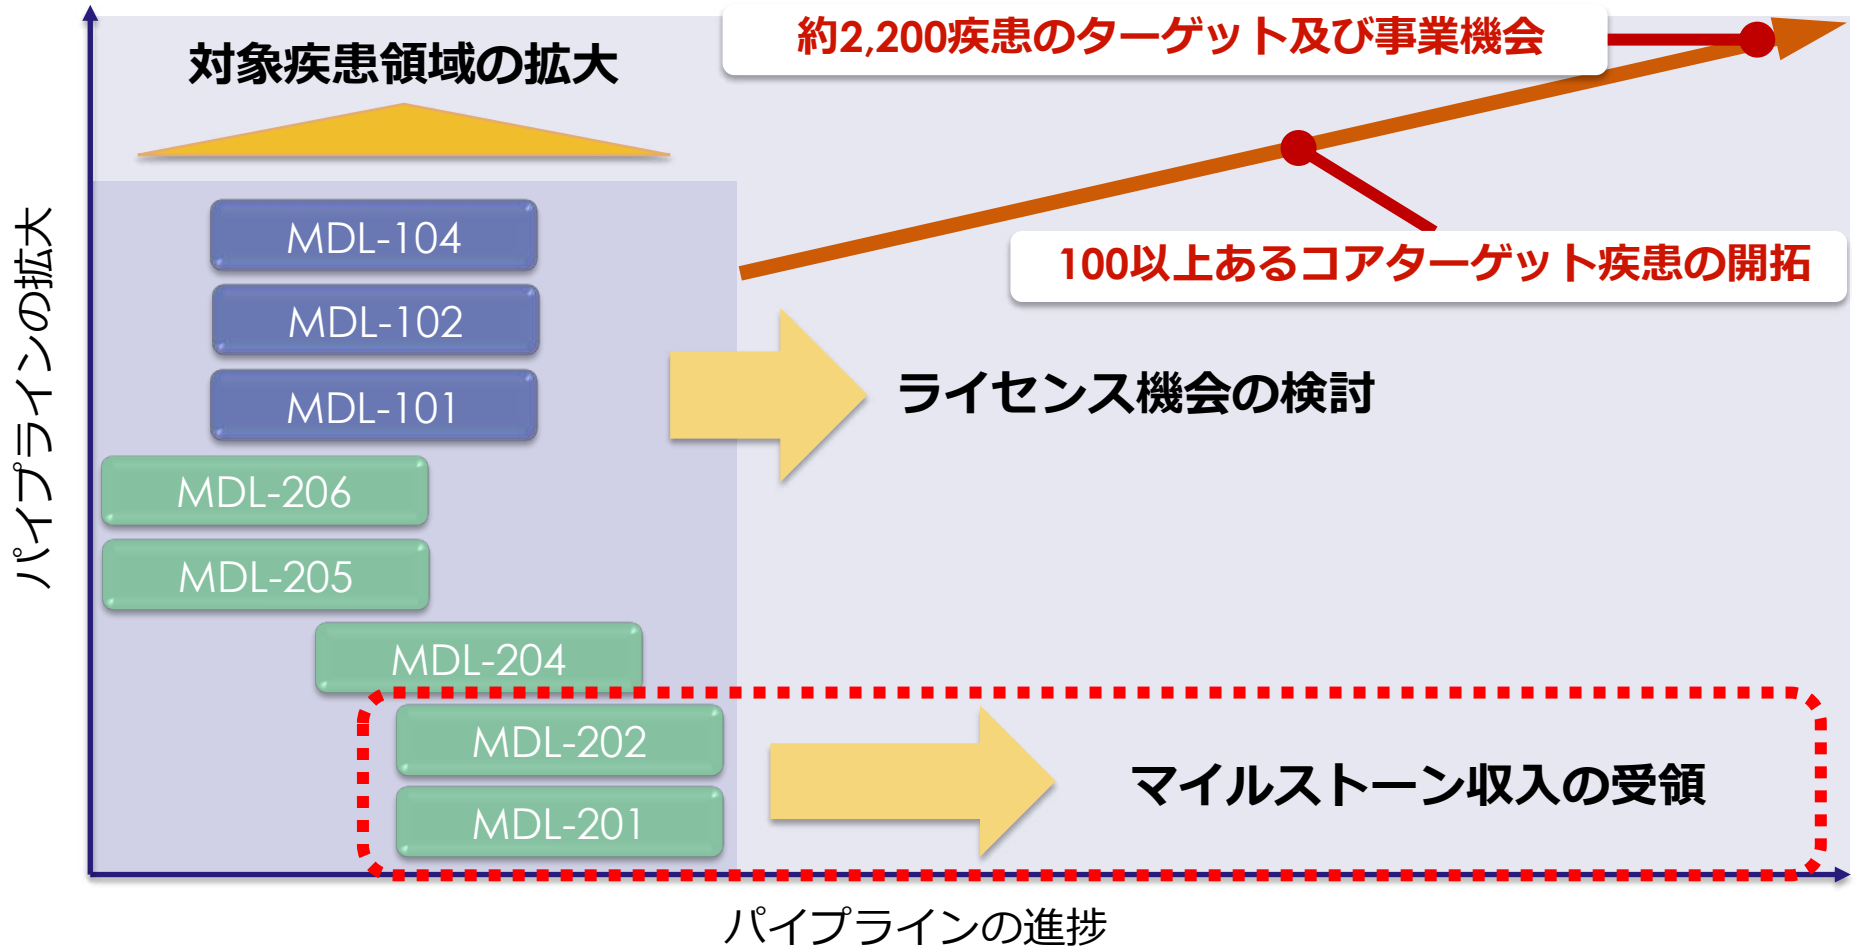 約2,200疾患のターゲット及び事業機会
対象疾患領域の拡大
MDL-104
100以上あるコアターゲット疾患の開拓
MDL-102
ライセンス機会の検討
MDL-101
パイプラインの拡大
MDL-206
MDL-205
MDL-204
MDL-202
マイルストーン収入の受領
MDL-201
パイプラインの進捗